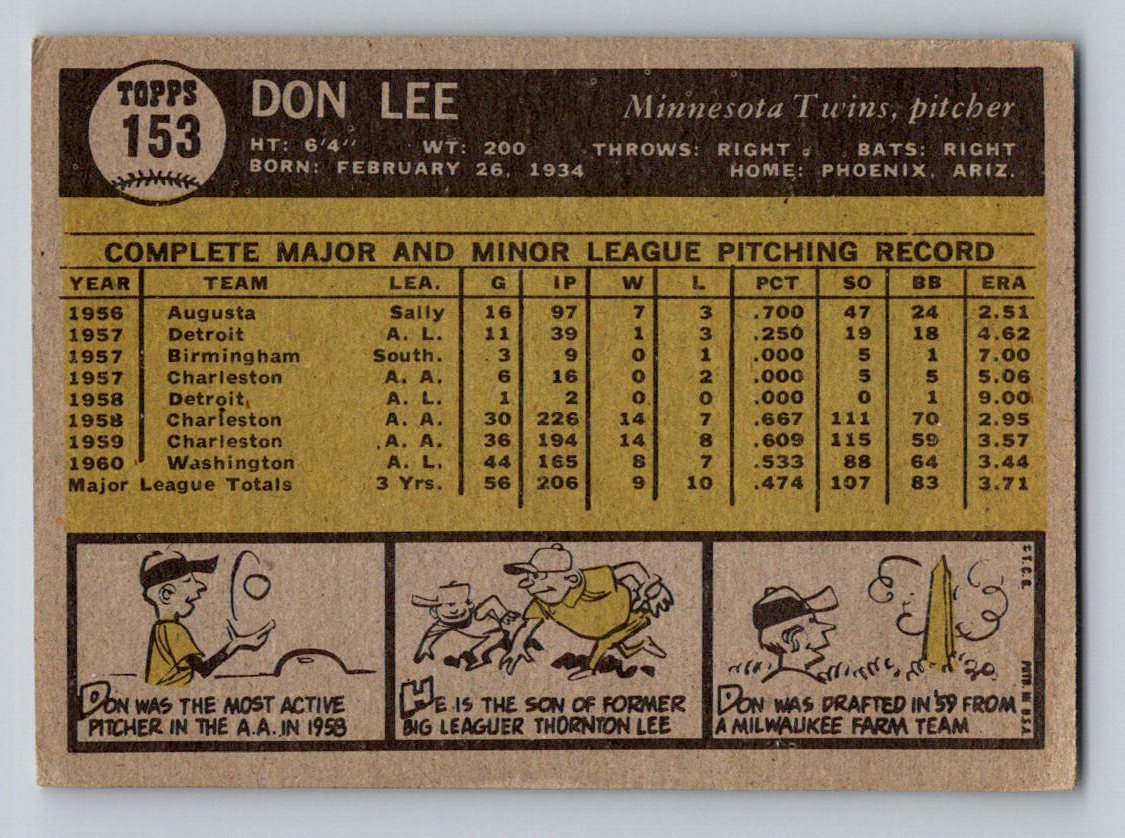 TOPPS
153
DON LEE
Minnesota Twins, pitcher
HT: 6'4" WT: 200 THROWS: RIGHT BATS: RIGHT
BORN: FEBRUARY 26, 1934 HOME: PHOENIX, ARIZ.
COMPLETE MAJOR AND MINOR LEAGUE PITCHING RECORD
YEAR TEAM LEA. G IP W L PCT SO BB ERA
1956 Augusta Sally 16 97 7 3 .700 47 24 2.51
1957 Detroit A. L. 11 39 1 3 .250 19 18 4.62
1957 Birmingham South. 3 9 0 1 .000 5 1 7.00
1957 Charleston A. A. 6 16 0 2 .000 5 5 5.06
1958 Detroit A. L. 1 2 0 0 .000 0 1 9.00
1958 Charleston A. A. 30 226 14 7 .667 111 70 2.95
1959 Charleston A. A. 36 194 14 8 .609 115 59 3.57
1960 Washington A. L. 44 165 8 7 .533 88 64 3.44
Major League Totals 3 Yrs. 56 206 9 10 .474 107 83 3.71
DON WAS THE MOST ACTIVE
PITCHER IN THE A.A. IN 1958
HE IS THE SON OF FORMER
BIG LEAGUER THORNTON LEE
DON WAS DRAFTED IN '59 FROM
A MILWAUKEE FARM TEAM
© T.C.G.
PRTD. IN U.S.A.